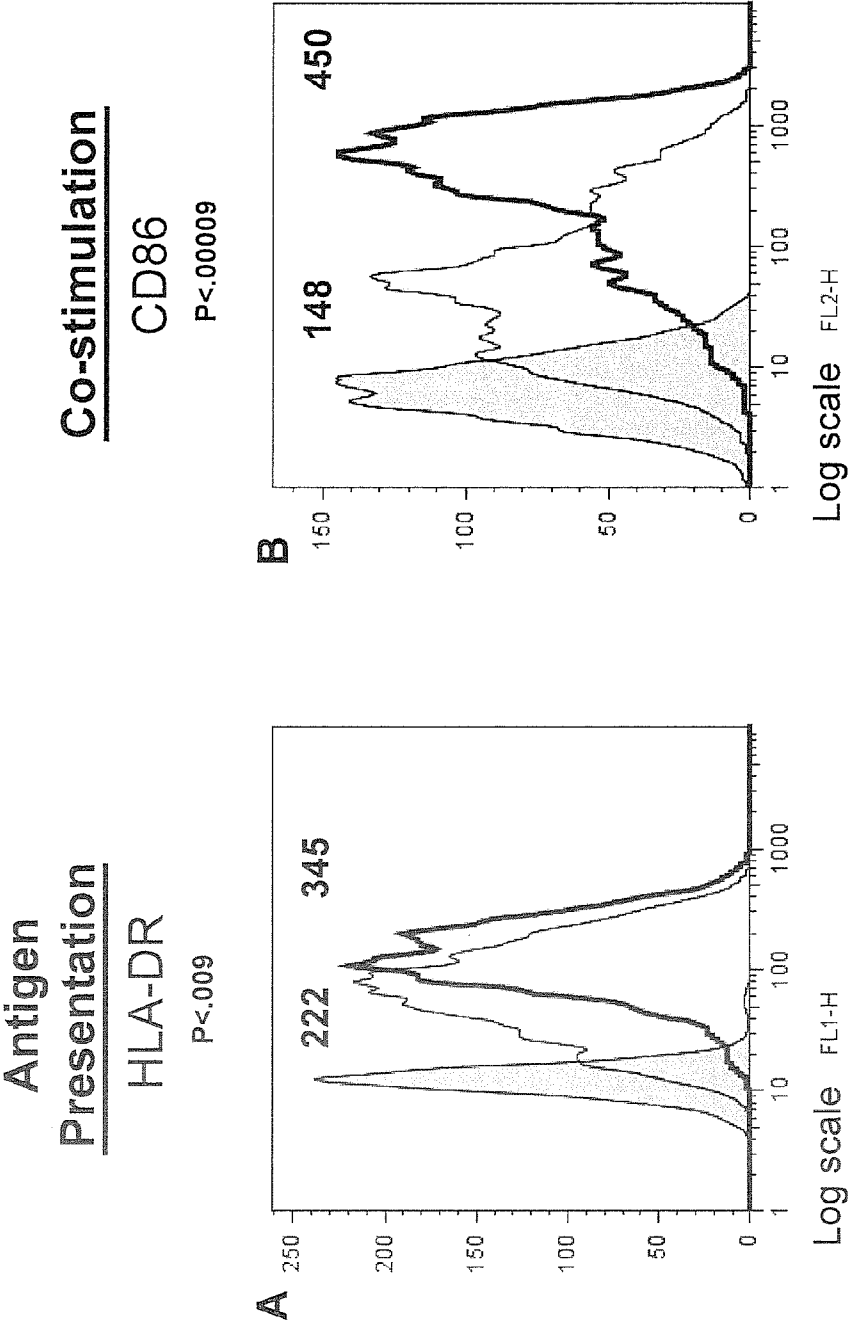 Antigen
Presentation
HLA-DR
P<.009
A
222
345
250
200
150
100
50
0
1
10
100
1000
Log scale FL1-H
Co-stimulation
CD86
P<.00009
B
148
450
150
100
50
0
1
10
100
1000
Log scale FL2-H